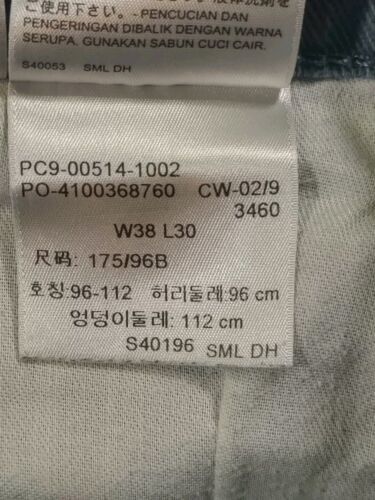 ご使用下さい。
-PENCUCIAN DAN
PENGERINGAN DIBALIK DENGAN WARNA
SERUPA. GUNAKAN SABUN CUCI CAIR.
S40053 SML DH
PC9-00514-1002
PO-4100368760 CW-02/9
3460
W38 L30
尺码: 175/96B
호칭:96-112 허리둘레:96 cm
엉덩이둘레: 112 cm
S40196 SML DH